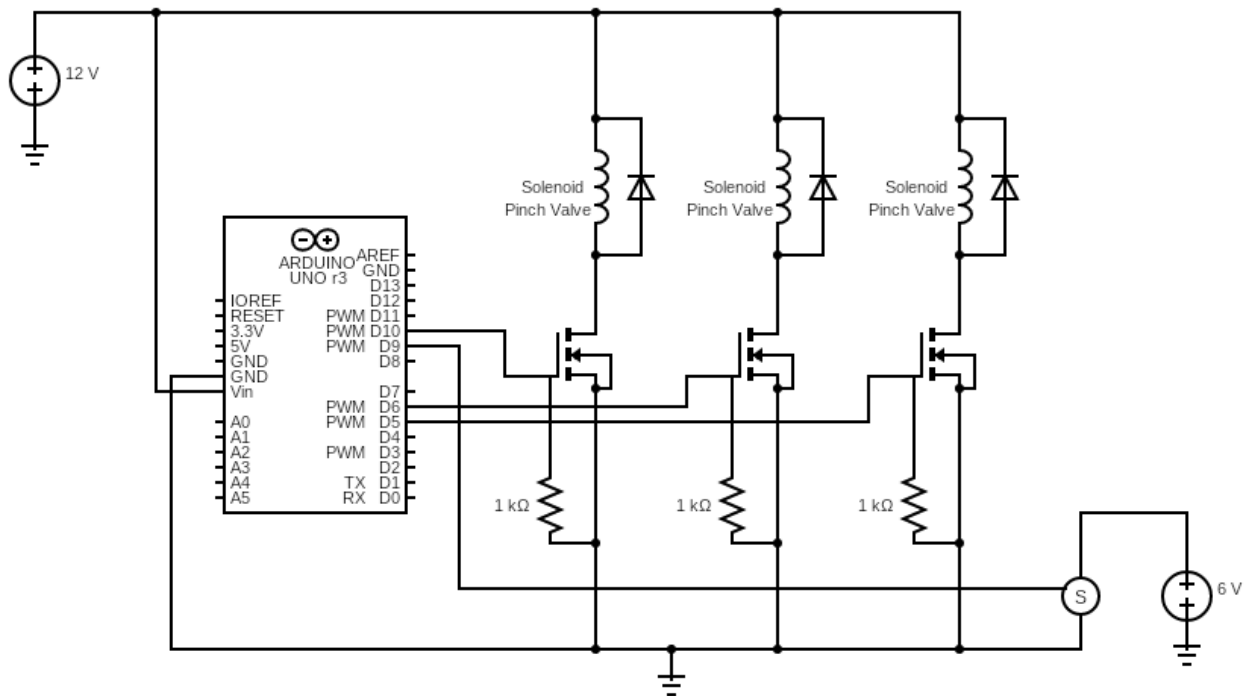 12 V
Solenoid
Pinch Valve
Solenoid
Pinch Valve
Solenoid
Pinch Valve
ARDUINO
UNO r3
AREF
GND
D13
IOREF D12
RESET PWM D11
3.3V PWM D10
5V PWM D9
GND D8
GND
Vin D7
PWM D6
A0 PWM D5
A1 D4
A2 PWM D3
A3 D2
A4 TX D1
A5 RX D0
1 kΩ
1 kΩ
1 kΩ
S
6 V